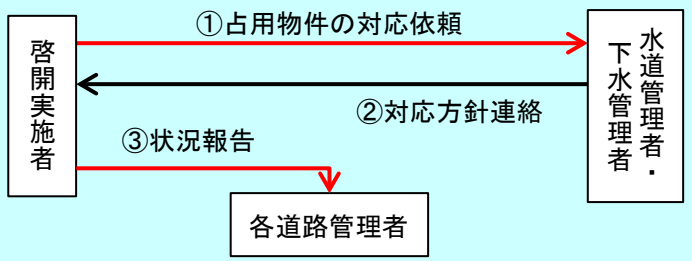 ①占用物件の対応依頼
啓開実施者
水道管理者・
下水管理者
②対応方針連絡
③状況報告
各道路管理者